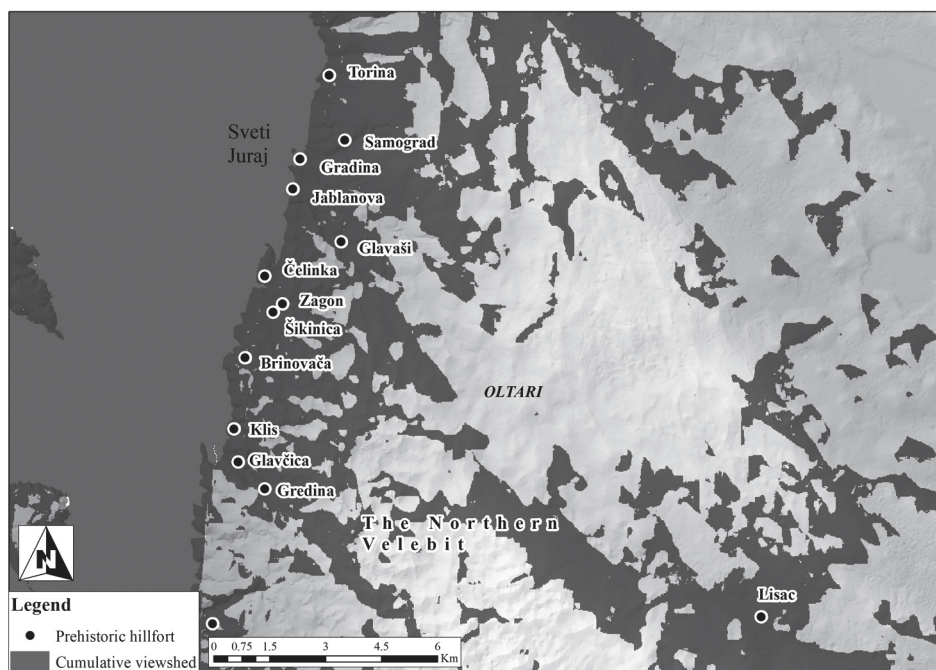 Torina
Sveti
Juraj
Samograd
Gradina
Jablanova
Glavaši
Čelinka
Zagon
Šikinica
Brinovača
OLTARI
Klis
Glavčica
Gredina
The Northern
Velebit
N
Lisac
Legend
Prehistoric hillfort
Cumulative viewshed
0 0.75 1.5 3 4.5 6
Km